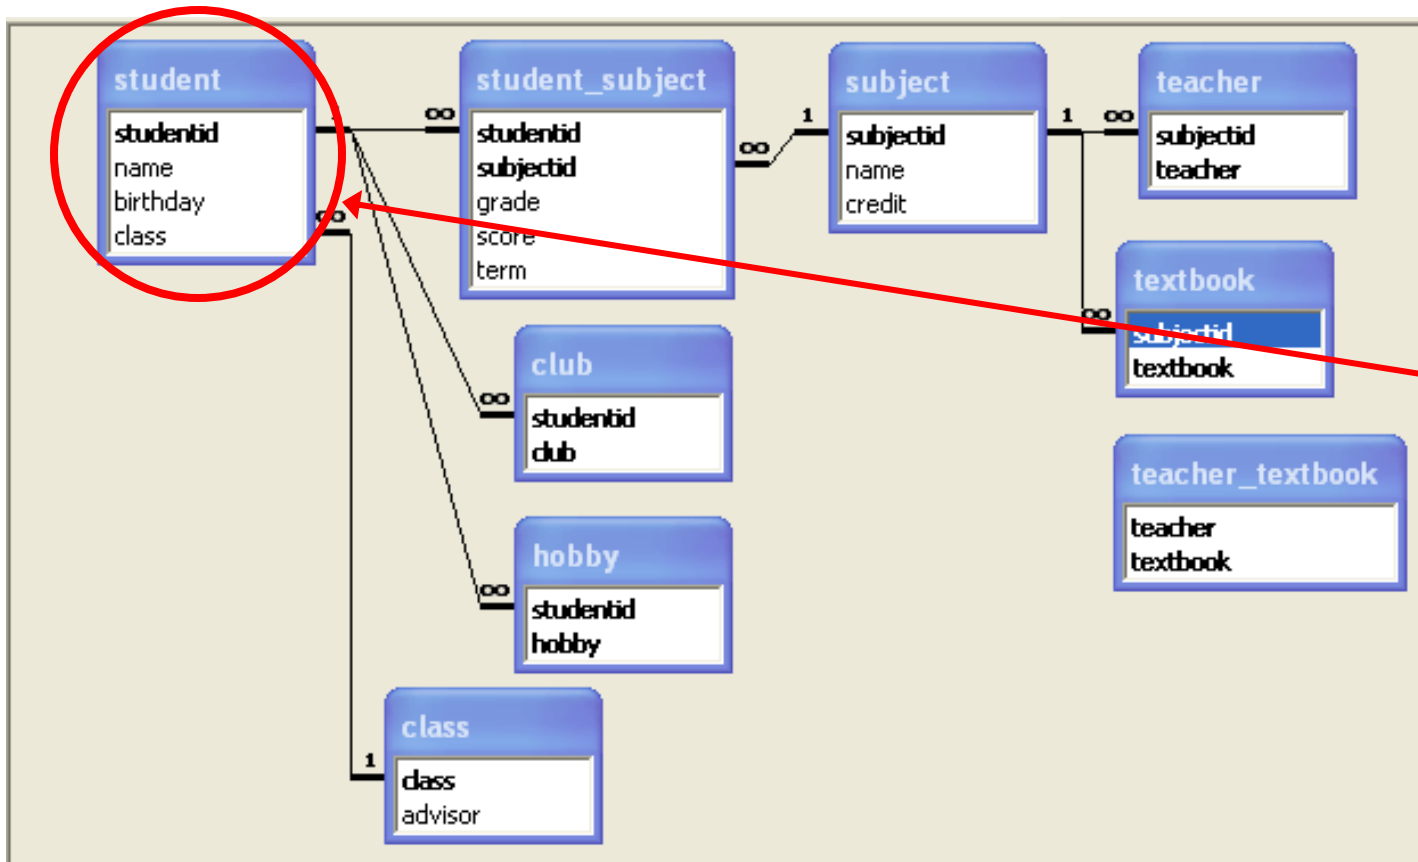 student
studentid
name
birthday
class
1
∞
∞
student_subject
studentid
subjectid
grade
score
term
∞
1
subject
subjectid
name
credit
1
∞
teacher
subjectid
teacher
∞
textbook
subjectid
textbook
teacher_textbook
teacher
textbook
∞
club
studentid
club
∞
hobby
studentid
hobby
1
class
class
advisor